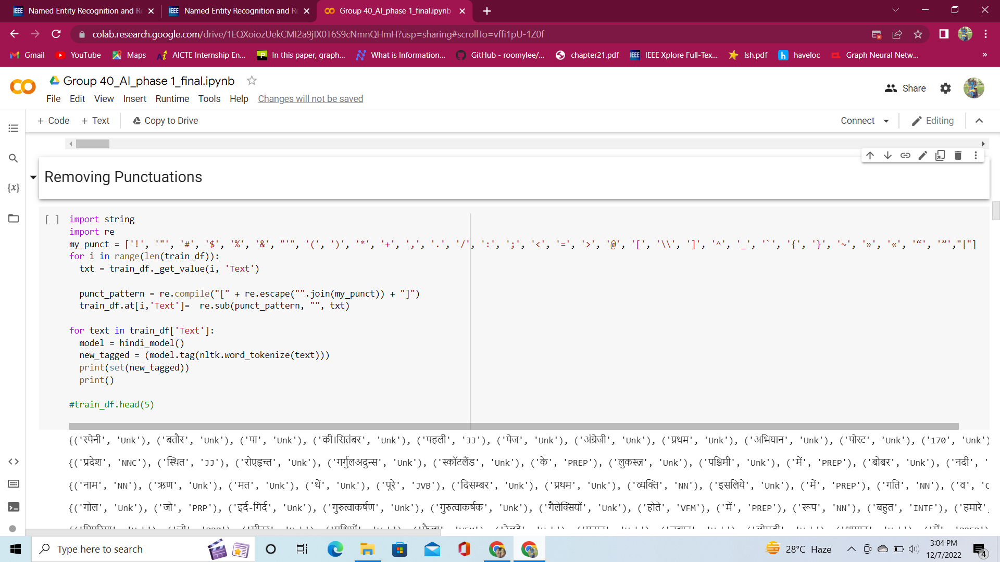 Named Entity Recognition and Re
Named Entity Recognition and Re
Group 40_AI_phase 1_final.ipynb
colab.research.google.com/drive/1EQXoiozUekCMI2a9jIX0T6S9cNmnQHmH?usp=sharing#scrollTo=vffi1pU-1Z0f
Gmail YouTube Maps AICTE Internship En... In this paper, graph... What is Information... GitHub - roomylee/... chapter21.pdf IEEE Xplore Full-Tex... lsh.pdf haveloc Graph Neural Netw... »
Group 40_AI_phase 1_final.ipynb
Share
File Edit View Insert Runtime Tools Help Changes will not be saved
+ Code + Text Copy to Drive Connect Editing
Removing Punctuations
[ ] import string
import re
my_punct = ['!', '"', '#', '$', '%', '&', "'", '(', ')', '*', '+', ',', '.', '/', ':', ';', '<', '=', '>', '@', '[', '\\', ']', '^', '_', '`', '{', '}', '~', '»', '«', '“', '”',"|"]
for i in range(len(train_df)):
txt = train_df._get_value(i, 'Text')
punct_pattern = re.compile("[" + re.escape("".join(my_punct)) + "]")
train_df.at[i,'Text']=  re.sub(punct_pattern, "", txt)
for text in train_df['Text']:
model = hindi_model()
new_tagged = (model.tag(nltk.word_tokenize(text)))
print(set(new_tagged))
print()
#train_df.head(5)
{('स्पेनी', 'Unk'), ('बतौर', 'Unk'), ('पा', 'Unk'), ('की।सितंबर', 'Unk'), ('पहली', 'JJ'), ('पेज', 'Unk'), ('अंग्रेजी', 'Unk'), ('प्रथम', 'Unk'), ('अभियान', 'Unk'), ('पोस्ट', 'Unk'), ('170', 'Unk')
{('प्रदेश', 'NNC'), ('स्थित', 'JJ'), ('रोएहृच्त', 'Unk'), ('गर्गुलअदुन्स', 'Unk'), ('स्कॉटलैंड', 'Unk'), ('के', 'PREP'), ('लुकस्ज़', 'Unk'), ('पश्चिमी', 'Unk'), ('में', 'PREP'), ('बोबर', 'Unk'), ('नदी', '
{('नाम', 'NN'), ('ऋण', 'Unk'), ('मत', 'Unk'), ('थें', 'Unk'), ('पूरे', 'JVB'), ('दिसम्बर', 'Unk'), ('प्रथम', 'Unk'), ('व्यक्ति', 'NN'), ('इसलिये', 'Unk'), ('में', 'PREP'), ('गति', 'NN'), ('व', 'C
{('गोल', 'Unk'), ('जो', 'PRP'), ('इर्द-गिर्द', 'Unk'), ('गुरुत्वाकर्षण', 'Unk'), ('गुरुत्वाकर्षक', 'Unk'), ('गैलेक्सियों', 'Unk'), ('होते', 'VFM'), ('में', 'PREP'), ('रूप', 'NN'), ('बहुत', 'INTF'), ('हमारे',
Type here to search
28°C Haze
3:04 PM
12/7/2022
4